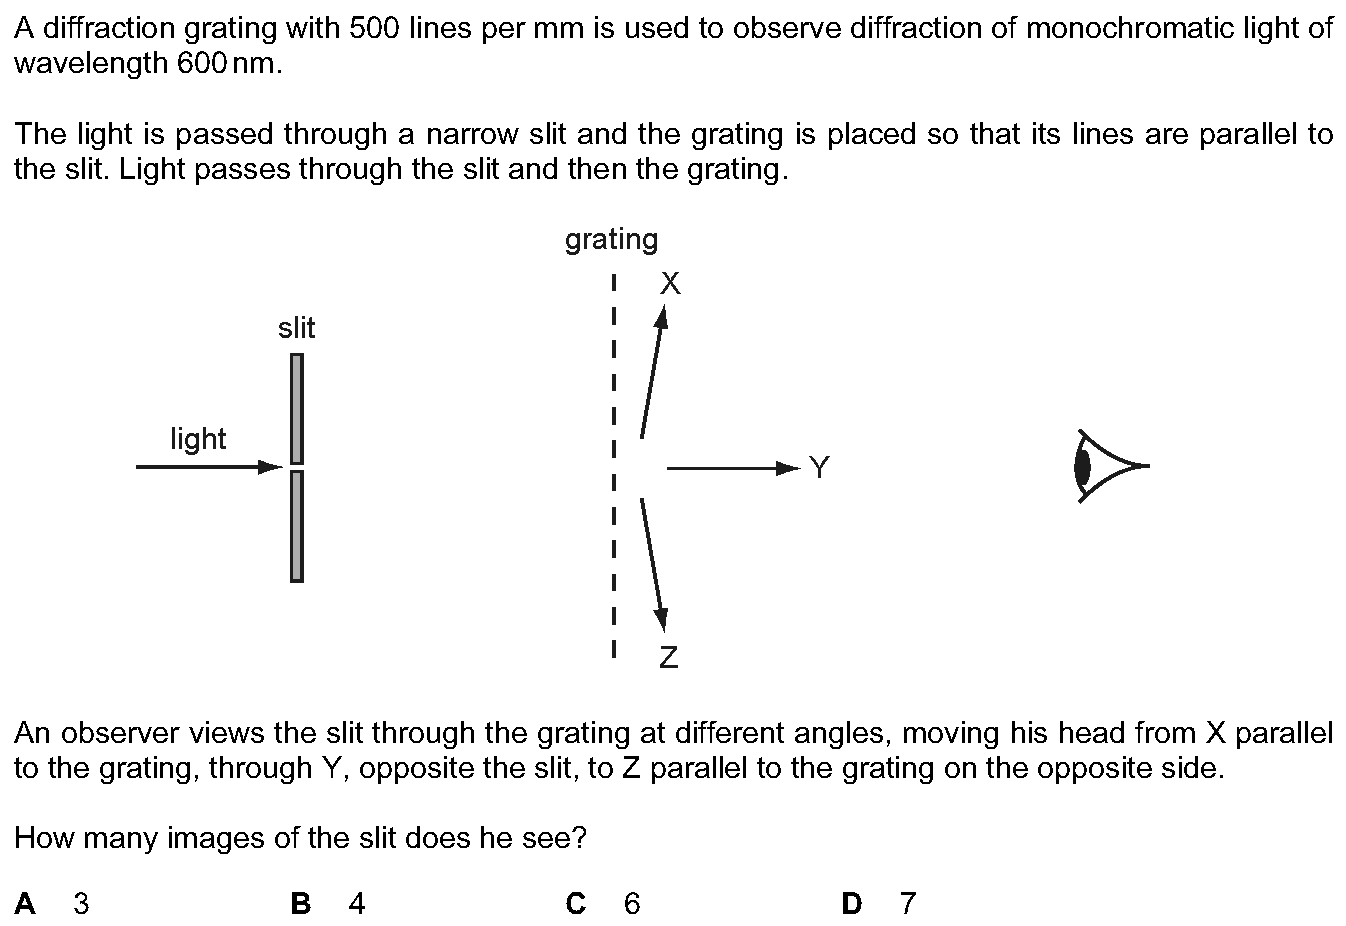 A diffraction grating with 500 lines per mm is used to observe diffraction of monochromatic light of
wavelength 600 nm.
The light is passed through a narrow slit and the grating is placed so that its lines are parallel to
the slit. Light passes through the slit and then the grating.
grating
X
slit
light
Y
Z
An observer views the slit through the grating at different angles, moving his head from X parallel
to the grating, through Y, opposite the slit, to Z parallel to the grating on the opposite side.
How many images of the slit does he see?
A 3 B 4 C 6 D 7